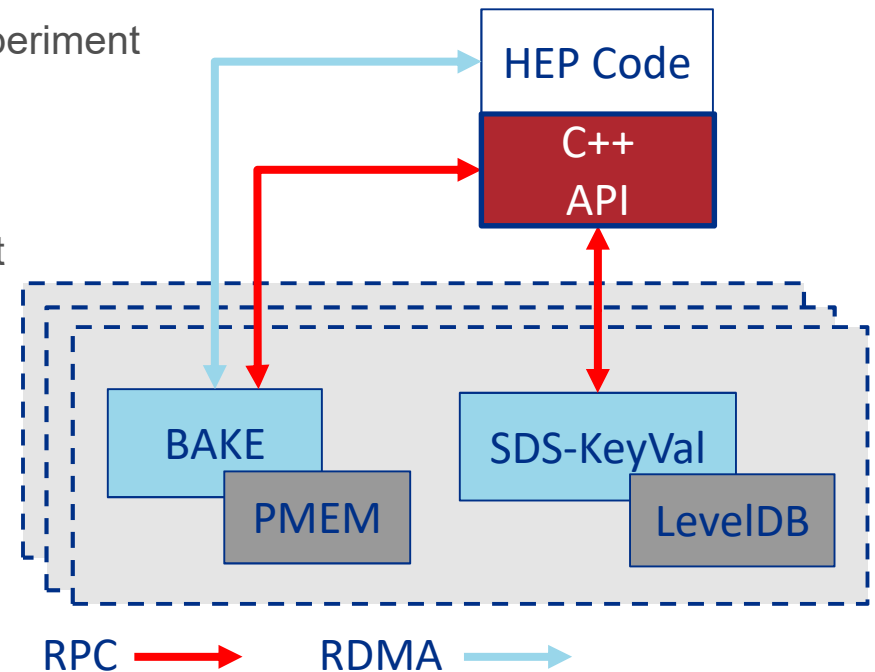 periment
HEP Code
C++
API
t
BAKE
SDS-KeyVal
PMEM
LevelDB
RPC
RDMA